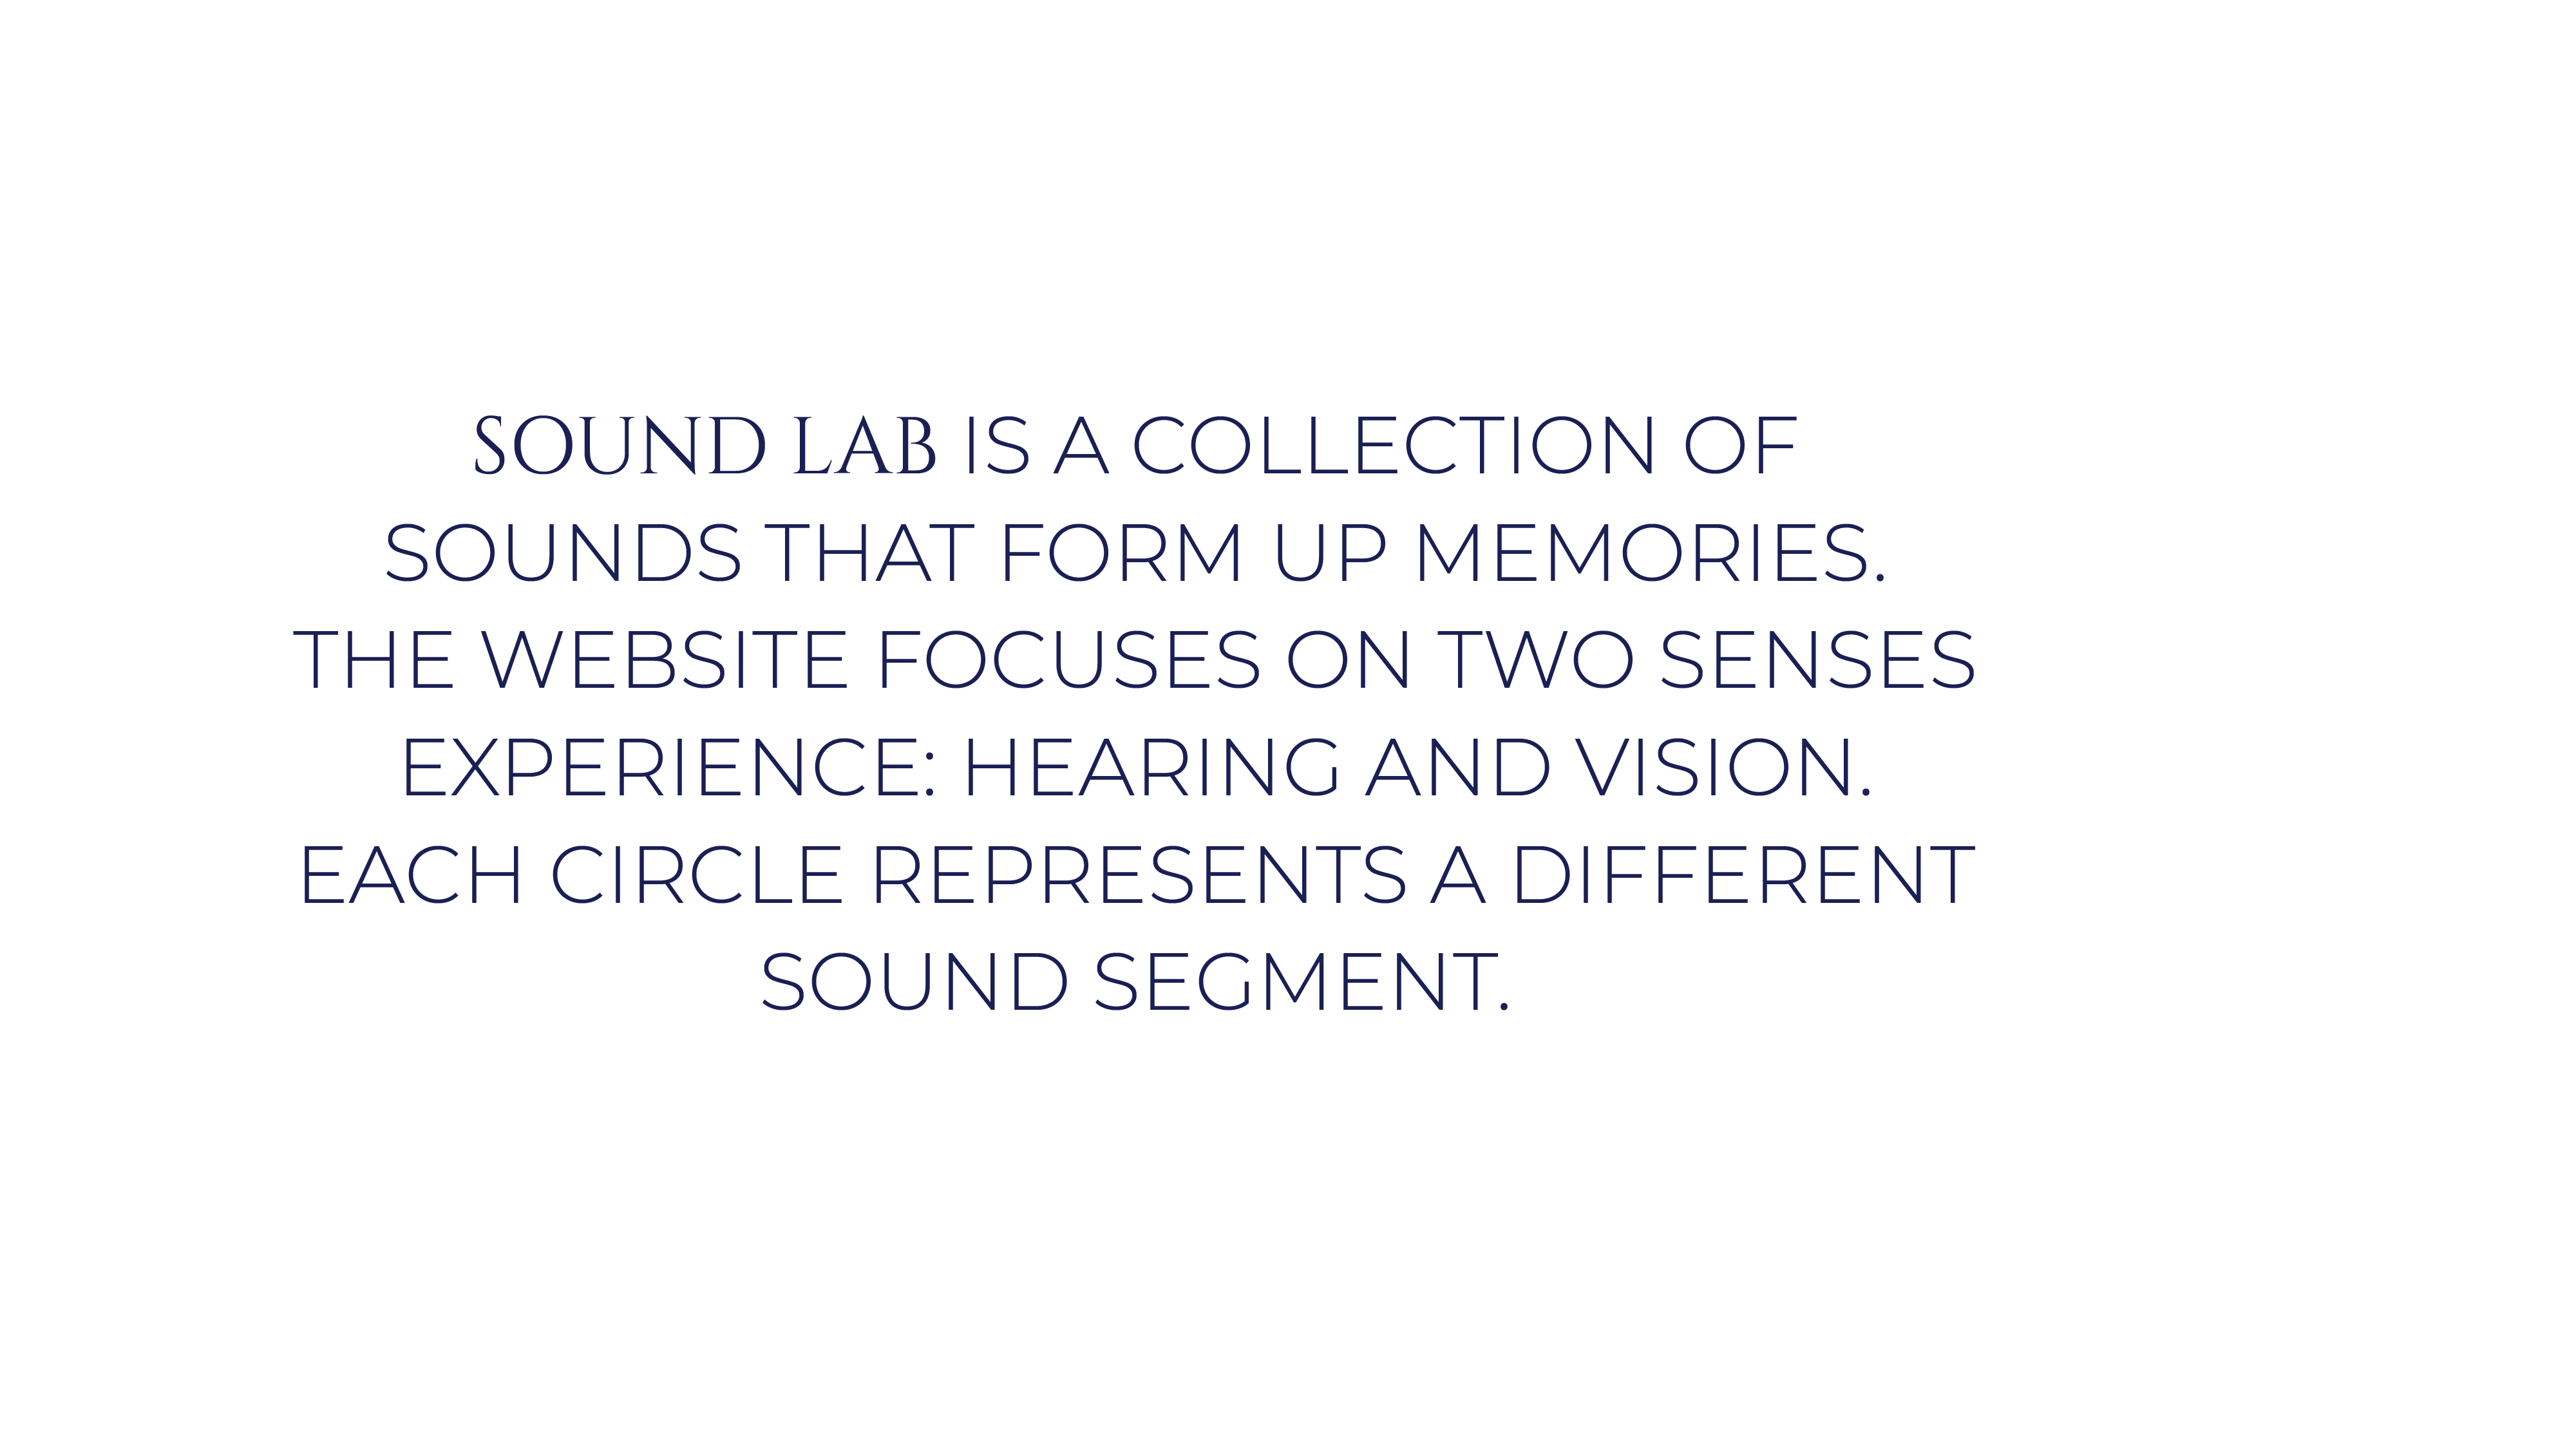 SOUND LAB IS A COLLECTION OF
SOUNDS THAT FORM UP MEMORIES.
THE WEBSITE FOCUSES ON TWO SENSES
EXPERIENCE: HEARING AND VISION.
EACH CIRCLE REPRESENTS A DIFFERENT
SOUND SEGMENT.